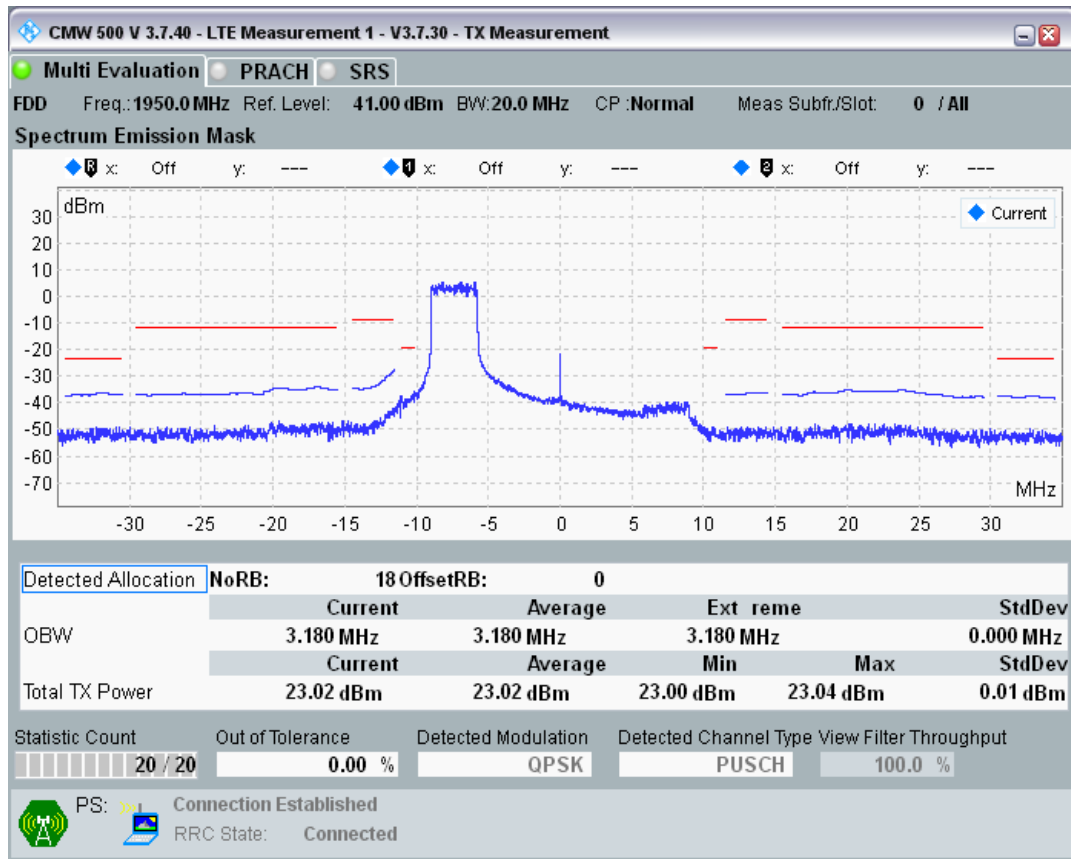 CMW 500 V 3.7.40 - LTE Measurement 1 - V3.7.30 - TX Measurement
Multi Evaluation PRACH SRS
FDD Freq.:1950.0 MHz Ref. Level: 41.00 dBm BW:20.0 MHz CP :Normal Meas Subfr./Slot: 0 / All
Spectrum Emission Mask
R x: Off y: --- 1 x: Off y: --- 2 x: Off y: ---
dBm
Current
30
20
10
0
-10
-20
-30
-40
-50
-60
-70
MHz
-30 -25 -20 -15 -10 -5 0 5 10 15 20 25 30
Detected Allocation NoRB: 18 OffsetRB: 0
Current Average Ext reme StdDev
OBW 3.180 MHz 3.180 MHz 3.180 MHz 0.000 MHz
Current Average Min Max StdDev
Total TX Power 23.02 dBm 23.02 dBm 23.00 dBm 23.04 dBm 0.01 dBm
Statistic Count Out of Tolerance Detected Modulation Detected Channel Type View Filter Throughput
20 / 20 0.00 % QPSK PUSCH 100.0 %
PS: Connection Established
RRC State: Connected